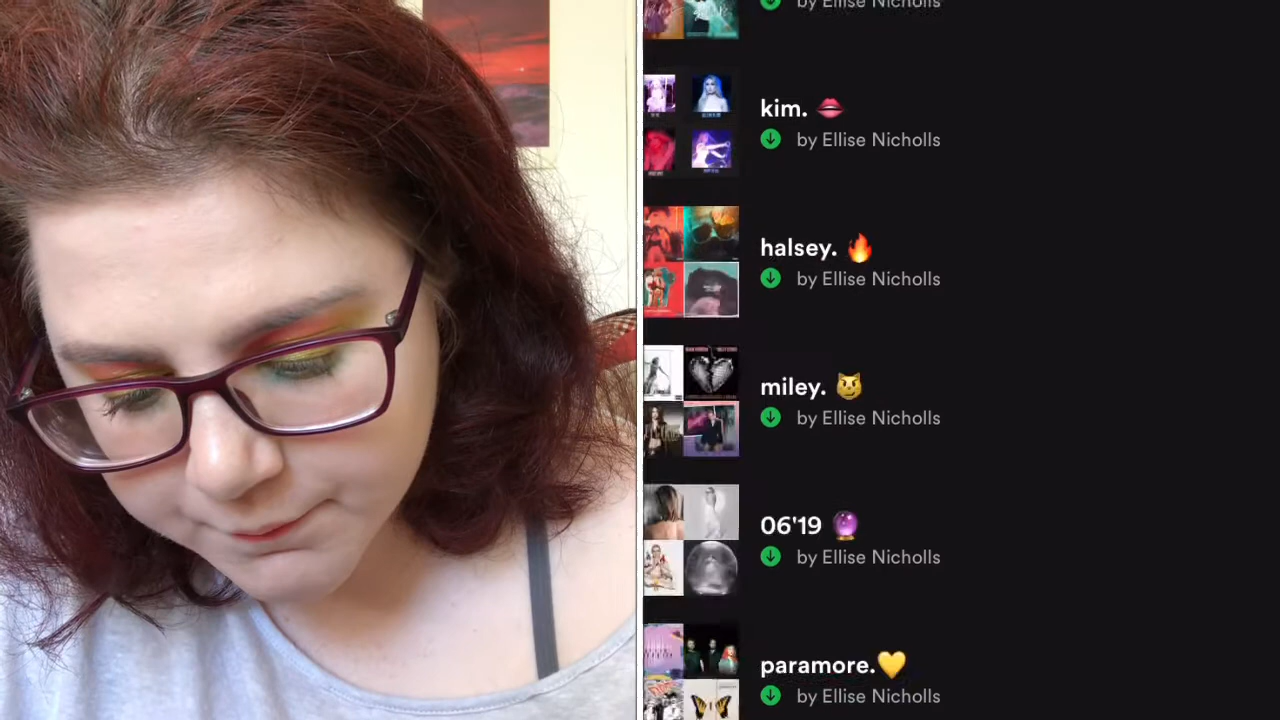 by Ellise Nicholls
kim. 👄
by Ellise Nicholls
halsey. 🔥
by Ellise Nicholls
miley. 😼
by Ellise Nicholls
06'19 🔮
by Ellise Nicholls
paramore.💛
by Ellise Nicholls